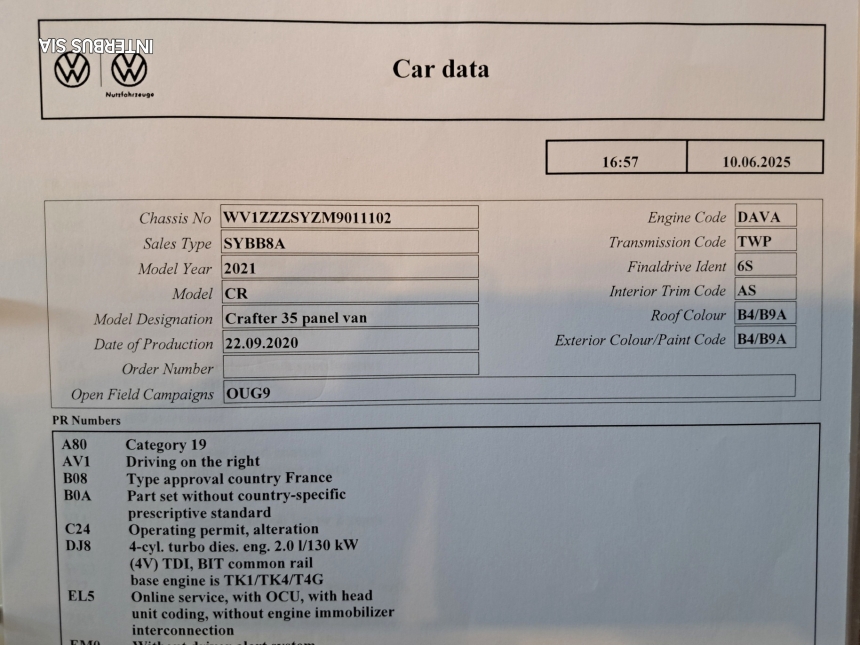 INTERBUS SIA
Nutzfahrzeuge
Car data
16:57 10.06.2025
Chassis No WV1ZZZSYZM9011102
Sales Type SYBB8A
Model Year 2021
Model CR
Model Designation Crafter 35 panel van
Date of Production 22.09.2020
Order Number
Open Field Campaigns OUG9
Engine Code DAVA
Transmission Code TWP
Finaldrive Ident 6S
Interior Trim Code AS
Roof Colour B4/B9A
Exterior Colour/Paint Code B4/B9A
PR Numbers
A80 Category 19
AV1 Driving on the right
B08 Type approval country France
B0A Part set without country-specific
prescriptive standard
C24 Operating permit, alteration
DJ8 4-cyl. turbo dies. eng. 2.0 l/130 kW
(4V) TDI, BIT common rail
base engine is TK1/TK4/T4G
EL5 Online service, with OCU, with head
unit coding, without engine immobilizer
interconnection